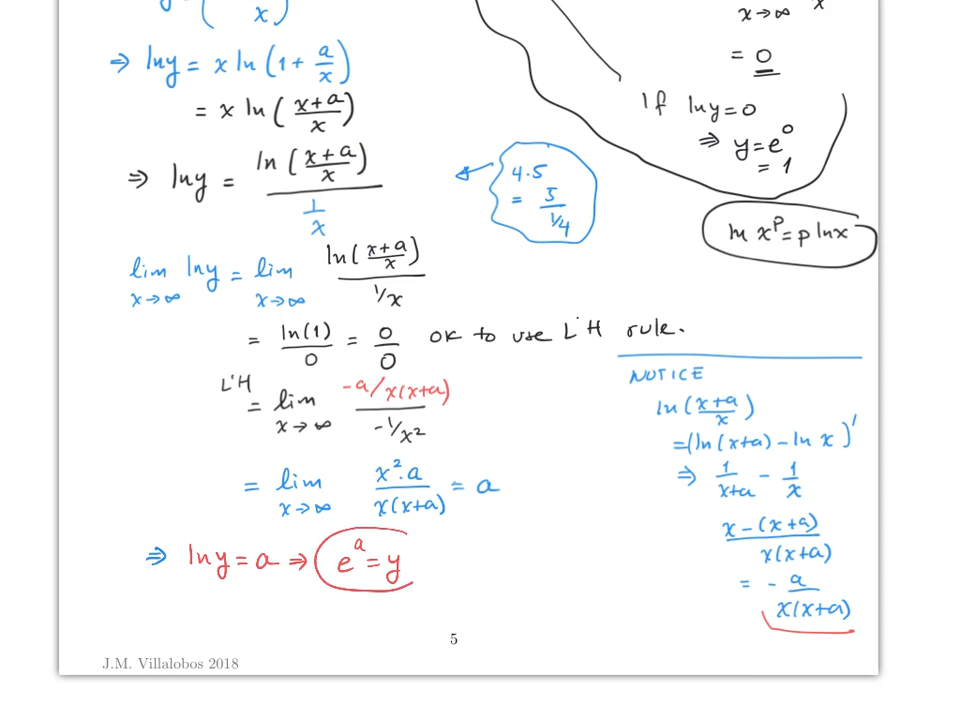 y = ( x )
⇒ ln y = x ln (1 + a/x)
= x ln ( (x+a)/x )
⇒ ln y = ln ( (x+a)/x ) / (1/x)
4.5
= 5/(1/4)
x→∞ x
= 0
If ln y = 0
⇒ y = e^0
= 1
ln x^p = p ln x
lim x→∞ ln y = lim x→∞ ln( (x+a)/x ) / (1/x)
= ln(1)/0 = 0/0 OK to use L'H rule.
L'H = lim x→∞ (-a/x(x+a)) / (-1/x²)
= lim x→∞ x².a / x(x+a) = a
⇒ ln y = a ⇒ e^a = y
NOTICE
ln( (x+a)/x )
= (ln(x+a) - ln x)'
⇒ 1/(x+a) - 1/x
(x - (x+a)) / x(x+a)
= - a / x(x+a)
5
J.M. Villalobos 2018